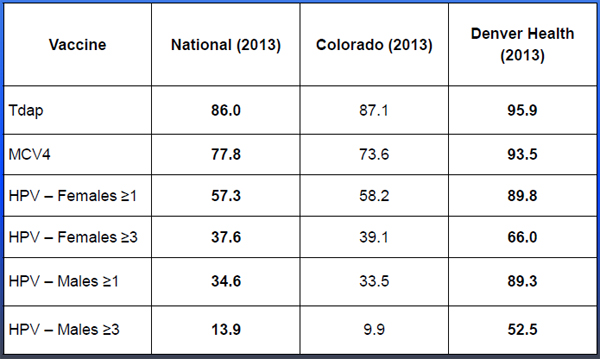 Vaccine National (2013) Colorado (2013) Denver Health
(2013)
Tdap 86.0 87.1 95.9
MCV4 77.8 73.6 93.5
HPV – Females ≥1 57.3 58.2 89.8
HPV – Females ≥3 37.6 39.1 66.0
HPV – Males ≥1 34.6 33.5 89.3
HPV – Males ≥3 13.9 9.9 52.5